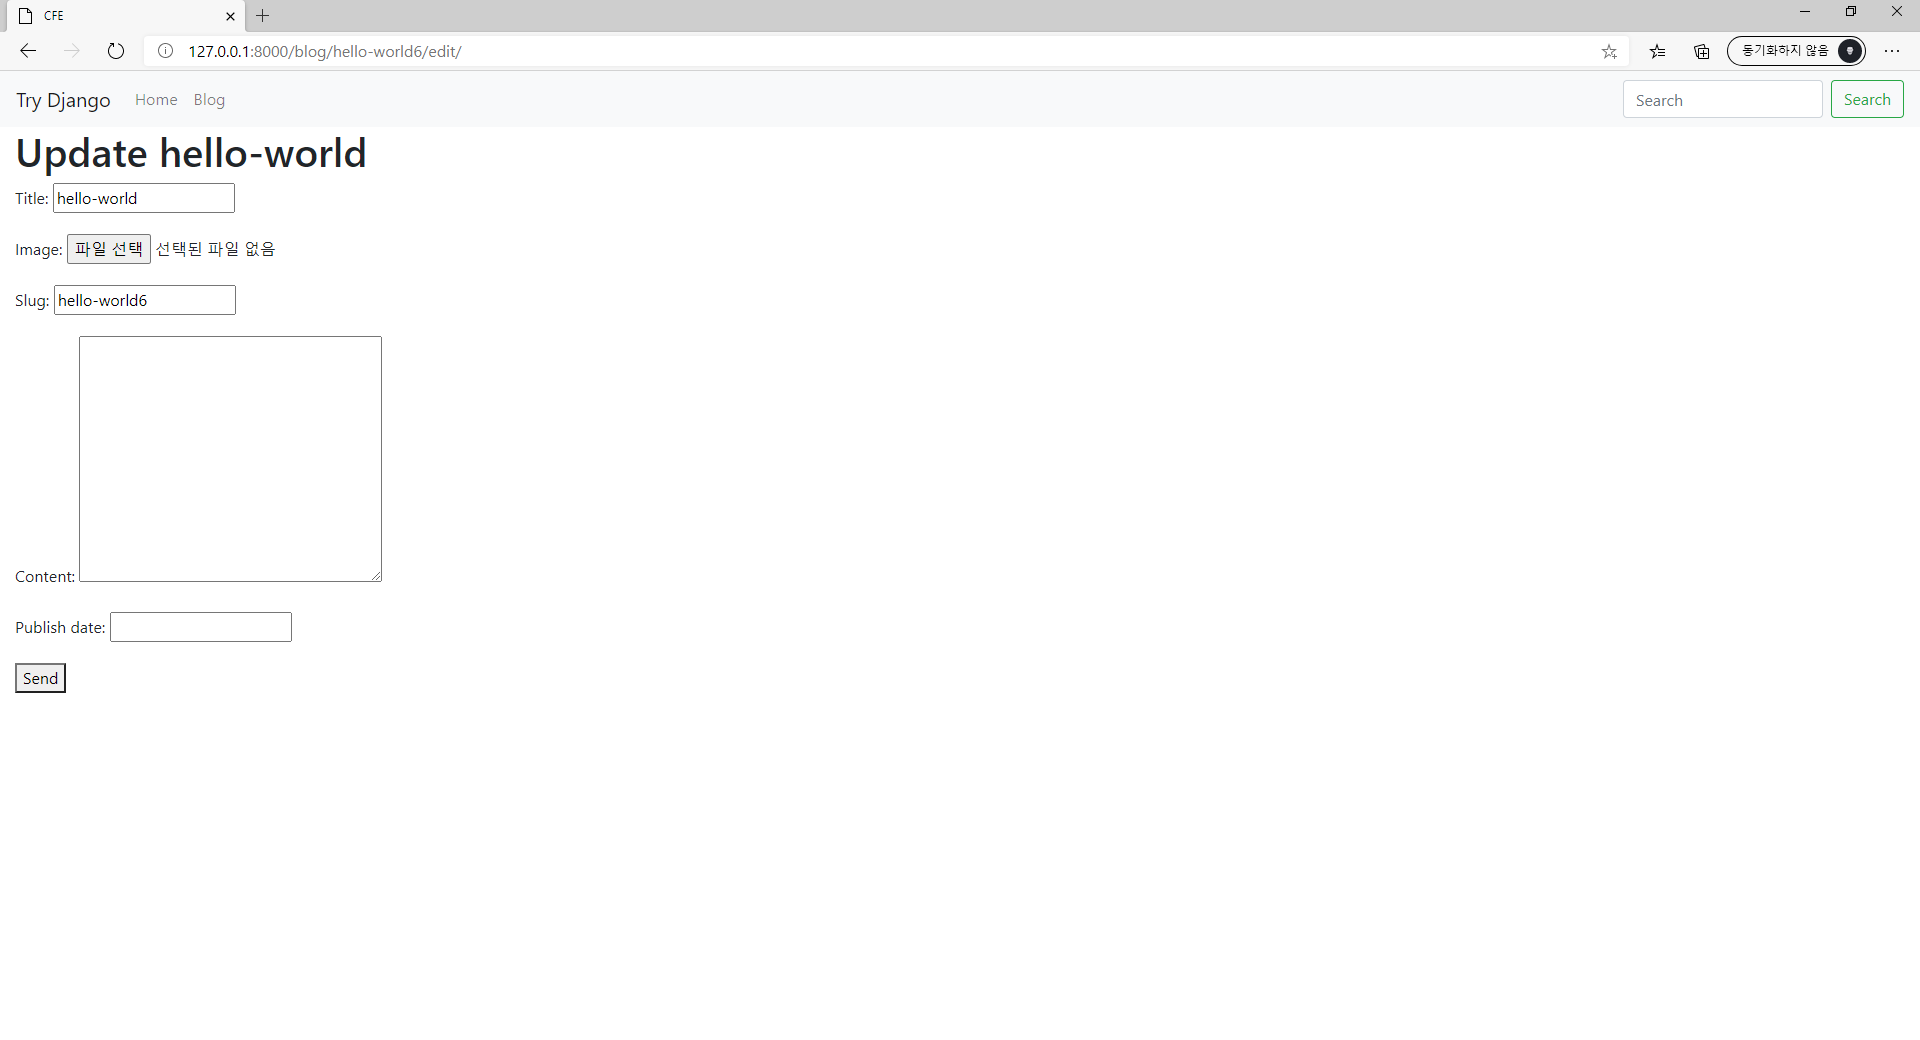 CFE
127.0.0.1:8000/blog/hello-world6/edit/
동기화하지 않음
Try Django Home Blog Search Search
Update hello-world
Title: hello-world
Image: 파일 선택 선택된 파일 없음
Slug: hello-world6
Content:
Publish date:
Send